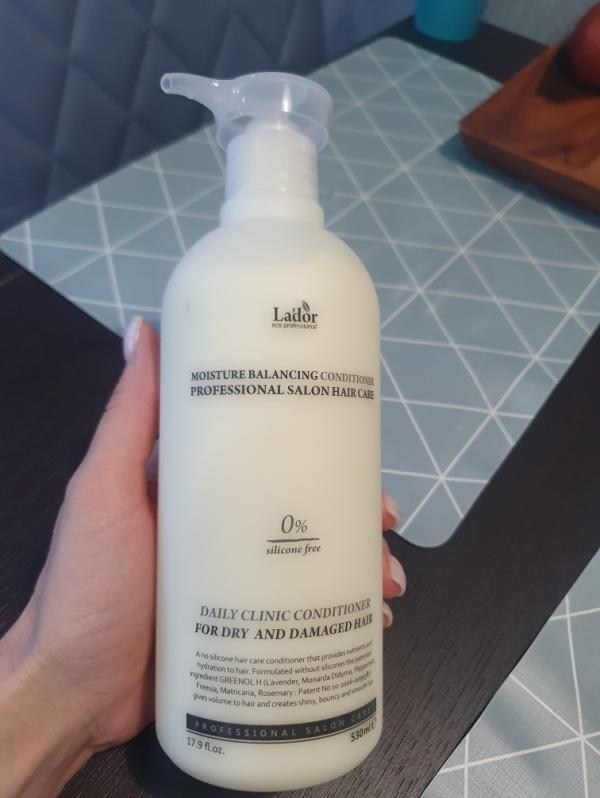 La'dor
eco professional
MOISTURE BALANCING CONDITIONER
PROFESSIONAL SALON HAIR CARE
0%
silicone free
DAILY CLINIC CONDITIONER
FOR DRY AND DAMAGED HAIR
A no silicone hair care conditioner that provides nutrients and
hydration to hair. Formulated without silicones the patented
ingredient GREENOL H (Lavender, Monarda Didyma, Peppermint,
Freesia, Matricaria, Rosemary : Patent No 10-2006-
gives volume to hair and creates shiny, bouncy and smooth hair.
PROFESSIONAL SALON CARE
17.9 fl.oz.
530ml ℮